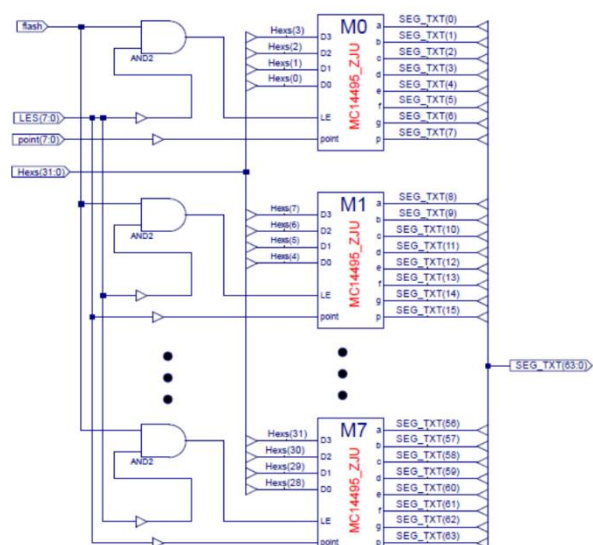 flash
AND2
LES(7:0)
point(7:0)
Hexs(31:0)
Hexs(3)
Hexs(2)
Hexs(1)
Hexs(0)
D3
D2
D1
D0
LE
point
M0
MC14495_ZJU
a
b
c
d
e
f
g
p
SEG_TXT(0)
SEG_TXT(1)
SEG_TXT(2)
SEG_TXT(3)
SEG_TXT(4)
SEG_TXT(5)
SEG_TXT(6)
SEG_TXT(7)
AND2
Hexs(7)
Hexs(6)
Hexs(5)
Hexs(4)
D3
D2
D1
D0
LE
point
M1
MC14495_ZJU
a
b
c
d
e
f
g
p
SEG_TXT(8)
SEG_TXT(9)
SEG_TXT(10)
SEG_TXT(11)
SEG_TXT(12)
SEG_TXT(13)
SEG_TXT(14)
SEG_TXT(15)
SEG_TXT(63:0)
AND2
Hexs(31)
Hexs(30)
Hexs(29)
Hexs(28)
D3
D2
D1
D0
LE
point
M7
MC14495_ZJU
a
b
c
d
e
f
g
p
SEG_TXT(56)
SEG_TXT(57)
SEG_TXT(58)
SEG_TXT(59)
SEG_TXT(60)
SEG_TXT(61)
SEG_TXT(62)
SEG_TXT(63)